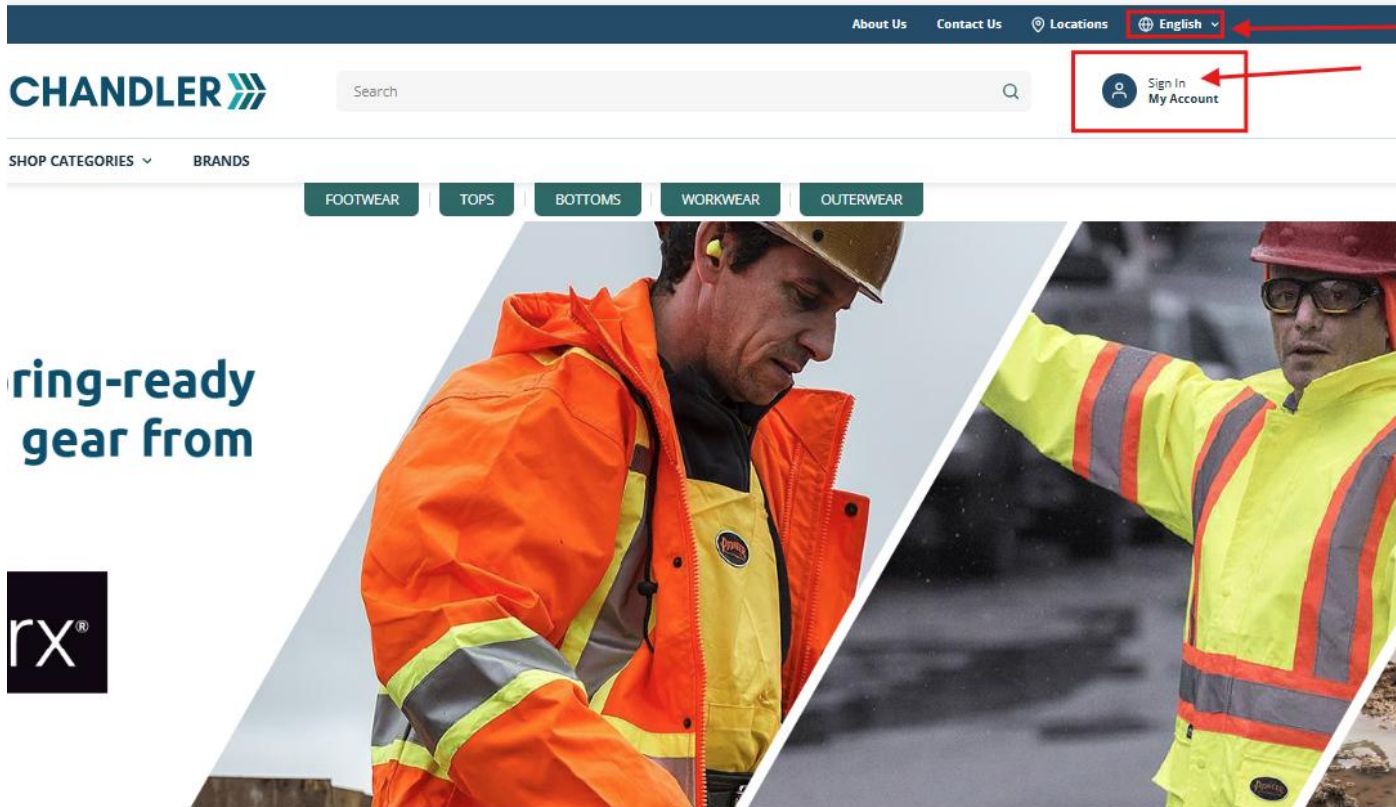 About Us Contact Us Locations English
CHANDLER
Search
Sign In
My Account
SHOP CATEGORIES BRANDS
FOOTWEAR TOPS BOTTOMS WORKWEAR OUTERWEAR
ring-ready
gear from
rx®
PIONEER